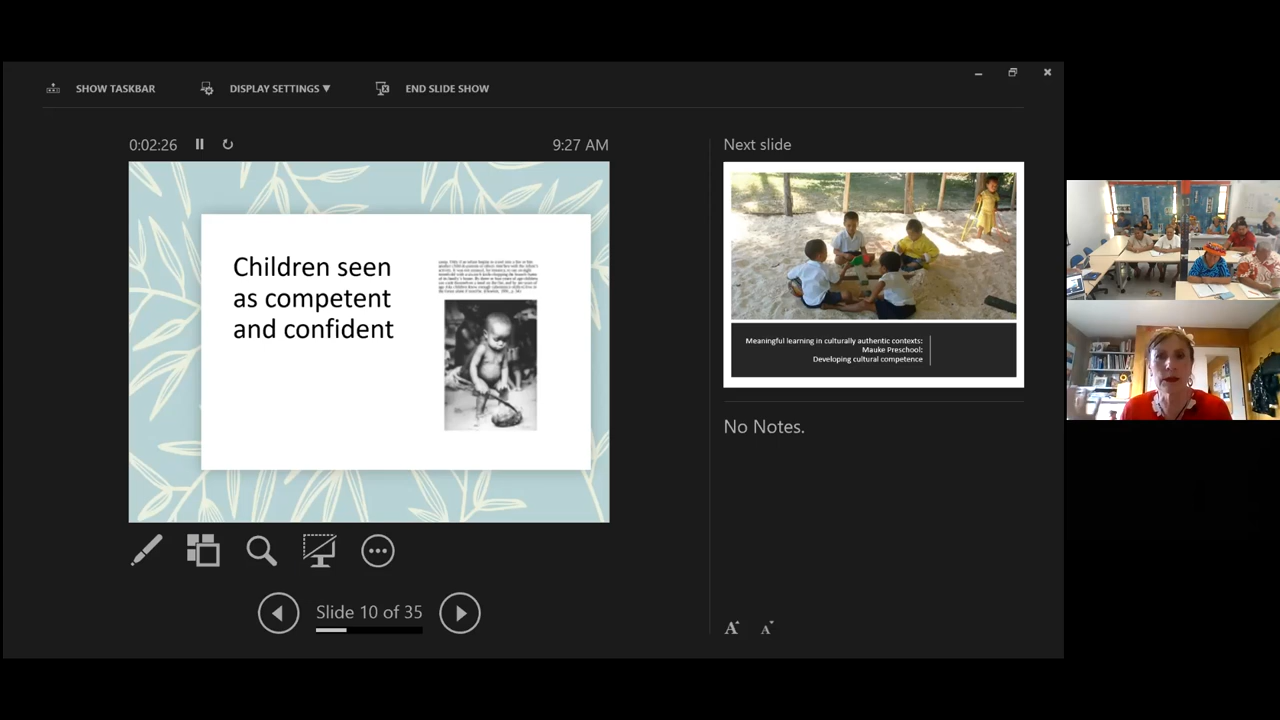 SHOW TASKBAR
DISPLAY SETTINGS ▼
END SLIDE SHOW
0:02:26
9:27 AM
Children seen
as competent
and confident
Next slide
Meaningful learning in culturally authentic contexts:
Mauke Preschool:
Developing cultural competence
No Notes.
Slide 10 of 35
A A